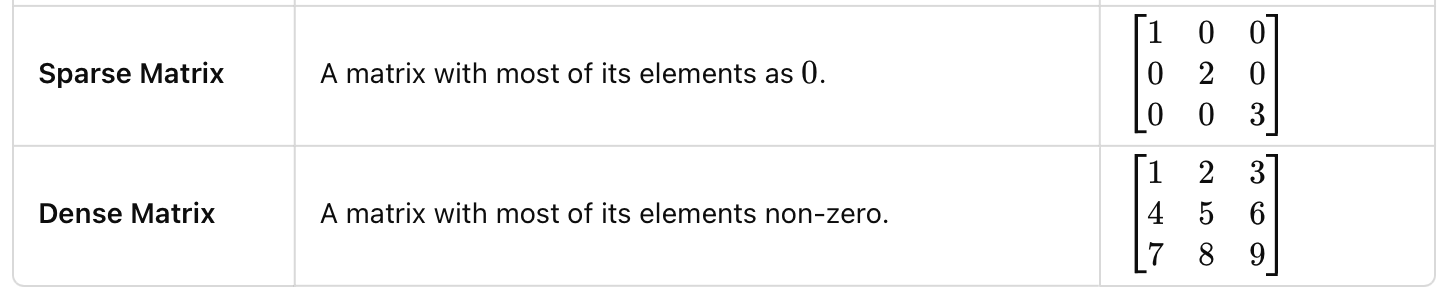 Sparse Matrix
A matrix with most of its elements as 0.
1 0 0
0 2 0
0 0 3
Dense Matrix
A matrix with most of its elements non-zero.
1 2 3
4 5 6
7 8 9